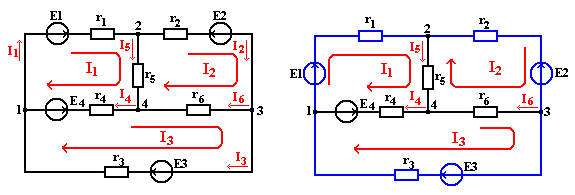 E1 r1 2 r2 E2
I1 I5 I2
I1 r5 I2
E4 r4 I4 r6 I6
1 4 3
I3
r3 E3 I3
r1 2 r2
I5
E1 I1 r5 I2 E2
E4 r4 I4 r6 I6
1 4 3
I3
r3 E3